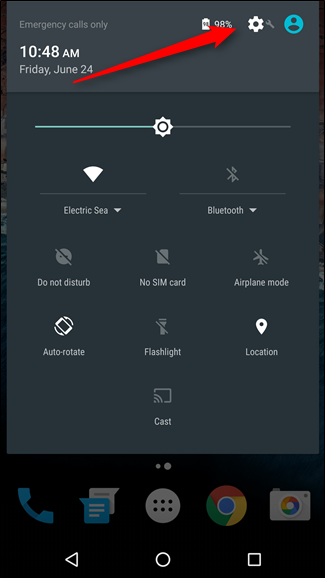 Emergency calls only
98%
10:48 AM
Friday, June 24
Electric Sea
Bluetooth
Do not disturb
No SIM card
Airplane mode
Auto-rotate
Flashlight
Location
Cast